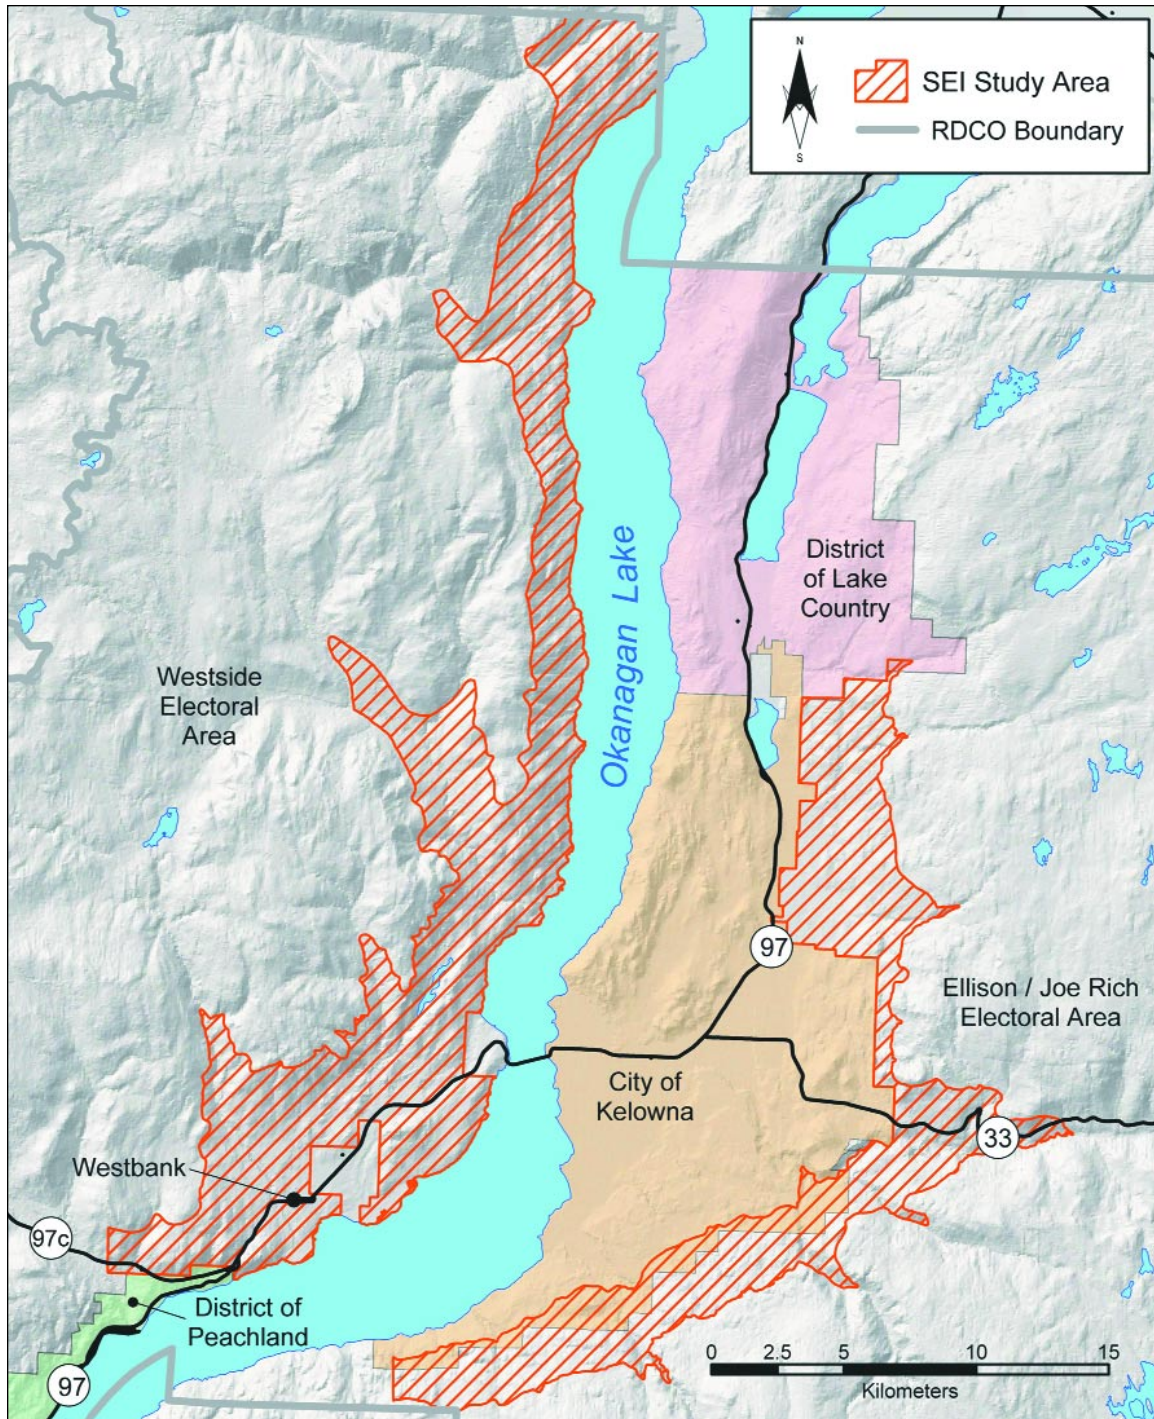 N
S
SEI Study Area
RDCO Boundary
Okanagan Lake
District
of Lake
Country
Westside
Electoral
Area
97
Ellison / Joe Rich
Electoral Area
City of
Kelowna
33
Westbank
97c
District of
Peachland
97
0 2.5 5 10 15
Kilometers